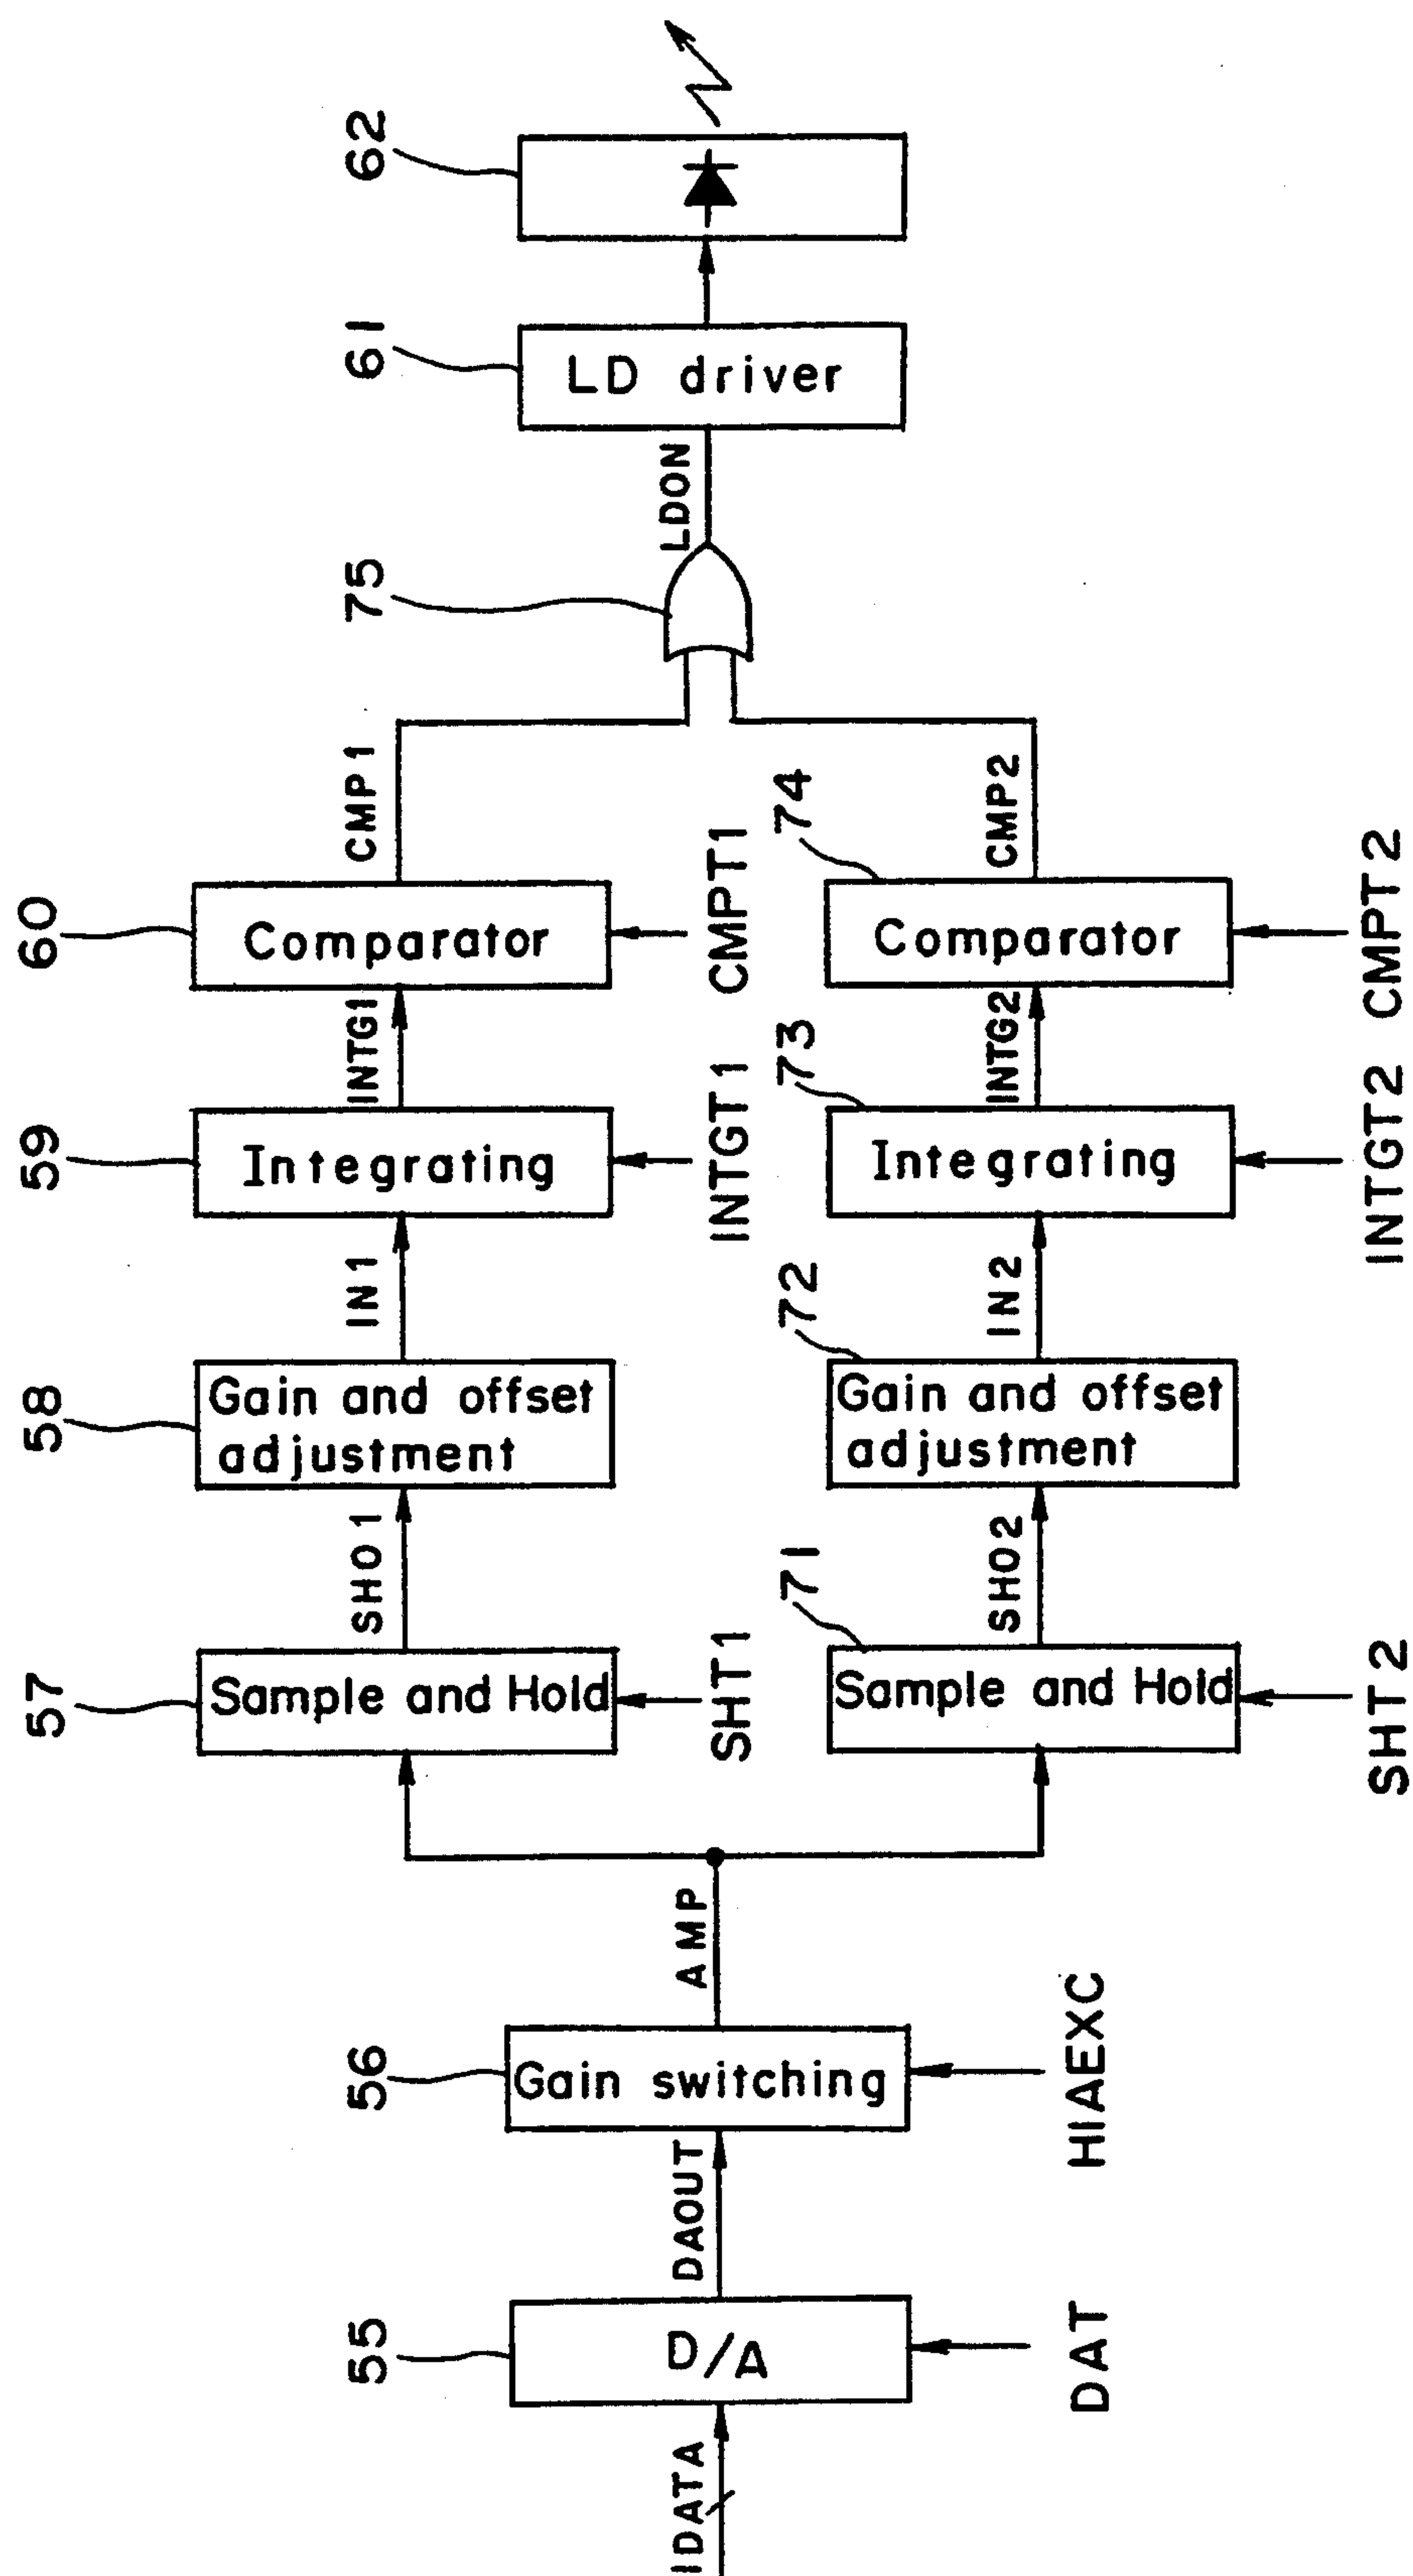 62
61
LD driver
LDON
75
CMP1
CMP2
60
Comparator
CMPT1
74
Comparator
CMPT2
INTG1
INTG2
59
Integrating
INTGT1
73
Integrating
INTGT2
IN1
IN2
58
Gain and offset
adjustment
72
Gain and offset
adjustment
SHO1
SHO2
57
Sample and Hold
SHT1
71
Sample and Hold
SHT2
AMP
56
Gain switching
HIAEXC
DAOUT
55
D/A
DAT
IDATA